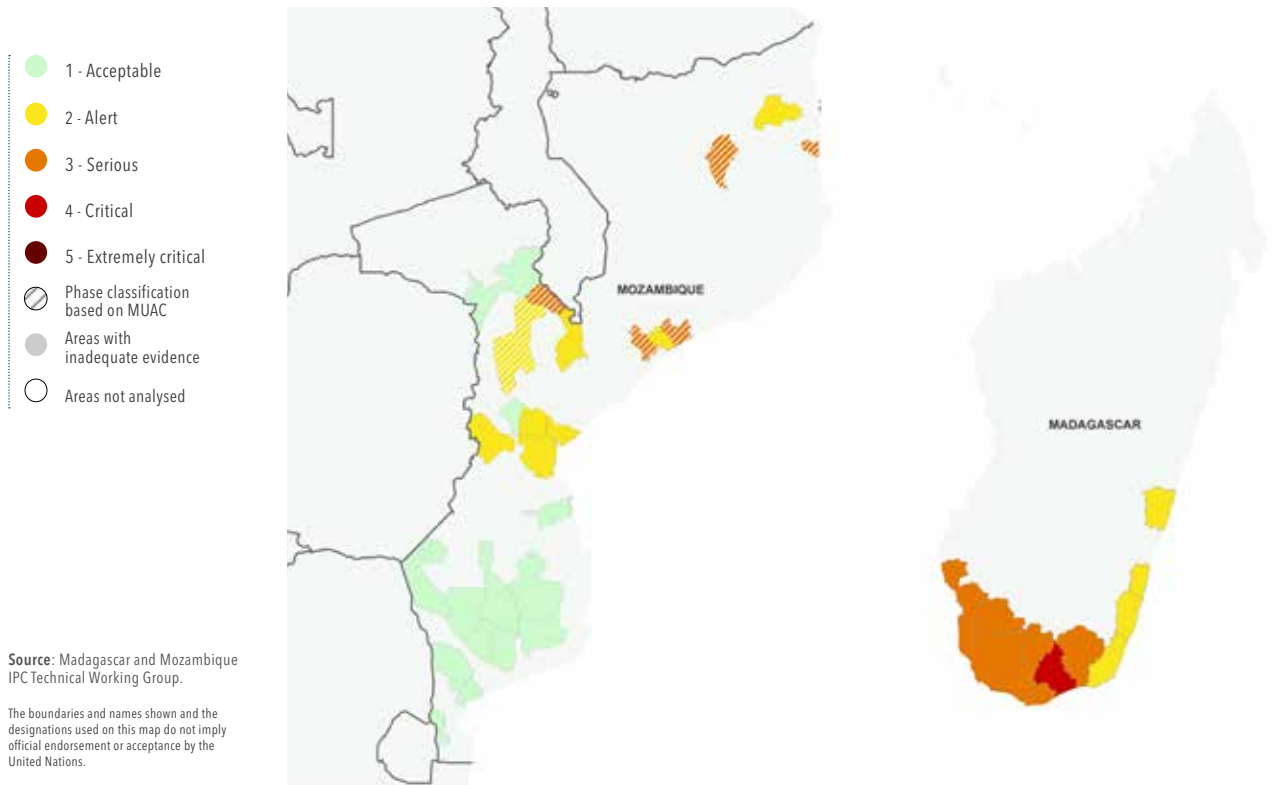 1 - Acceptable
2 - Alert
3 - Serious
4 - Critical
5 - Extremely critical
Phase classification
based on MUAC
Areas with
inadequate evidence
Areas not analysed
MOZAMBIQUE
MADAGASCAR
Source: Madagascar and Mozambique
IPC Technical Working Group.
The boundaries and names shown and the
designations used on this map do not imply
official endorsement or acceptance by the
United Nations.